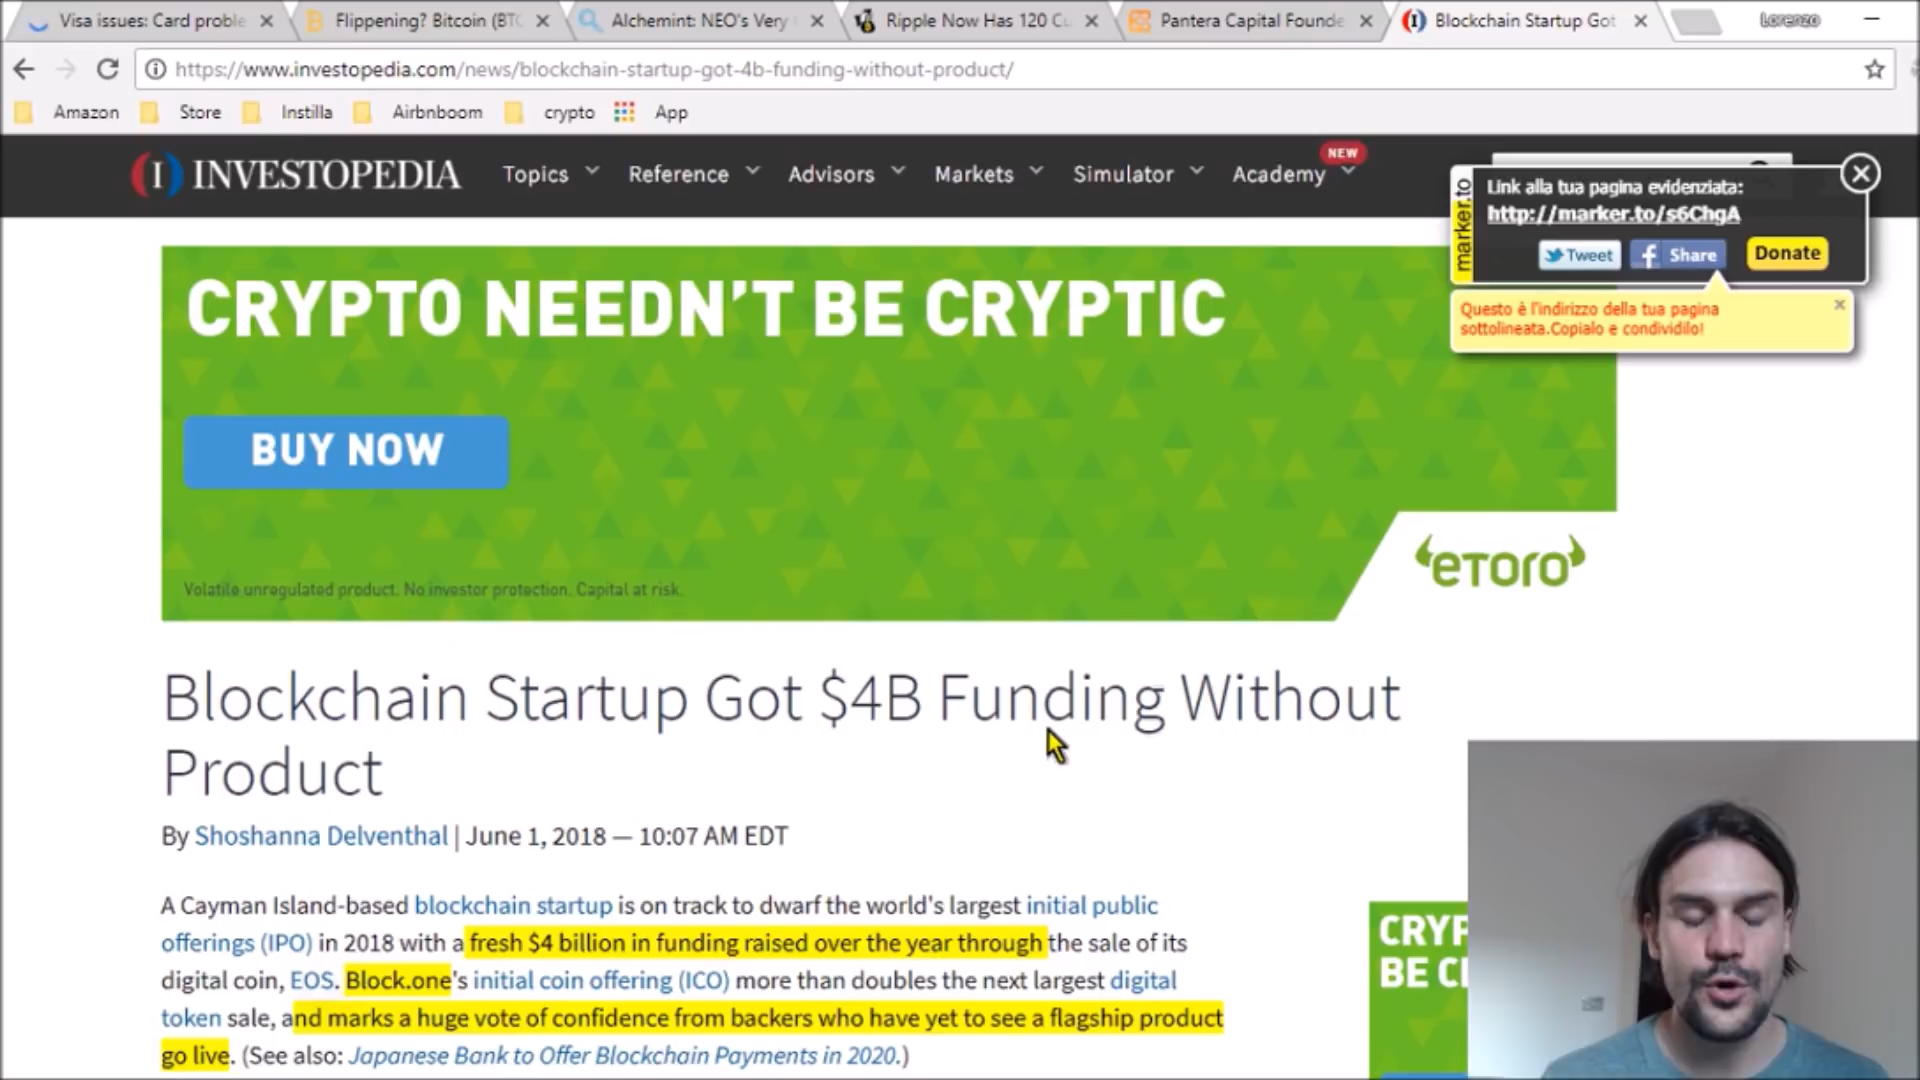 Visa issues: Card proble
Flippening? Bitcoin (BTC
Alchemint: NEO's Very
Ripple Now Has 120 Cu
Pantera Capital Founde
Blockchain Startup Got
Lorenzo
https://www.investopedia.com/news/blockchain-startup-got-4b-funding-without-product/
Amazon
Store
Instilla
Airbnboom
crypto
App
INVESTOPEDIA
Topics
Reference
Advisors
Markets
Simulator
Academy
NEW
marker.to
Link alla tua pagina evidenziata:
http://marker.to/s6ChgA
Tweet
Share
Donate
Questo è l'indirizzo della tua pagina
sottolineata.Copialo e condividilo!
CRYPTO NEEDN'T BE CRYPTIC
BUY NOW
Volatile unregulated product. No investor protection. Capital at risk.
eToro
Blockchain Startup Got $4B Funding Without
Product
By Shoshanna Delventhal | June 1, 2018 — 10:07 AM EDT
A Cayman Island-based blockchain startup is on track to dwarf the world's largest initial public
offerings (IPO) in 2018 with a fresh $4 billion in funding raised over the year through the sale of its
digital coin, EOS. Block.one's initial coin offering (ICO) more than doubles the next largest digital
token sale, and marks a huge vote of confidence from backers who have yet to see a flagship product
go live. (See also: Japanese Bank to Offer Blockchain Payments in 2020.)
CRYP
BE CI